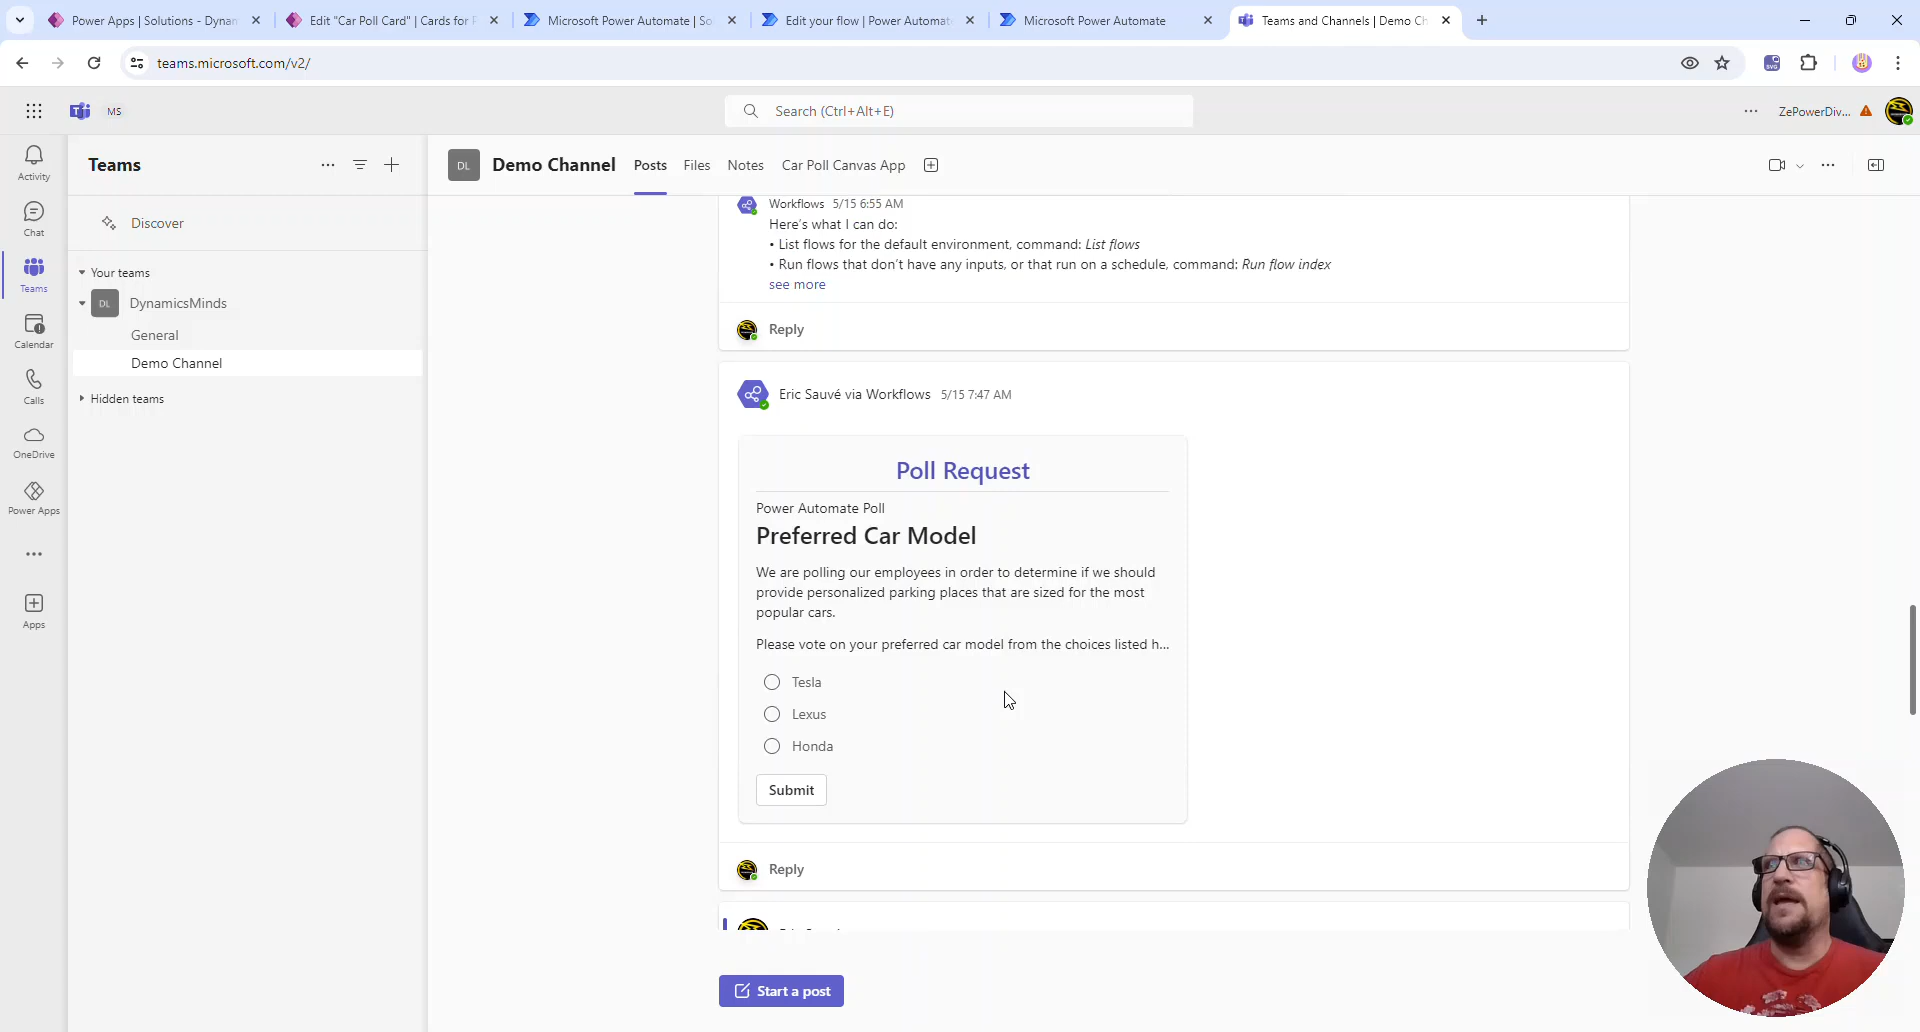 Power Apps | Solutions - Dynam
Edit "Car Poll Card" | Cards for P
Microsoft Power Automate | So
Edit your flow | Power Automate
Microsoft Power Automate
Teams and Channels | Demo Ch
teams.microsoft.com/v2/
MS
Search (Ctrl+Alt+E)
ZePowerDiv...
Activity
Chat
Teams
Calendar
Calls
OneDrive
Power Apps
Apps
Teams
Discover
Your teams
DL DynamicsMinds
General
Demo Channel
Hidden teams
DL Demo Channel Posts Files Notes Car Poll Canvas App
Workflows 5/15 6:55 AM
Here's what I can do:
• List flows for the default environment, command: List flows
• Run flows that don't have any inputs, or that run on a schedule, command: Run flow index
see more
Reply
Eric Sauvé via Workflows 5/15 7:47 AM
Poll Request
Power Automate Poll
Preferred Car Model
We are polling our employees in order to determine if we should
provide personalized parking places that are sized for the most
popular cars.
Please vote on your preferred car model from the choices listed h...
Tesla
Lexus
Honda
Submit
Reply
Start a post